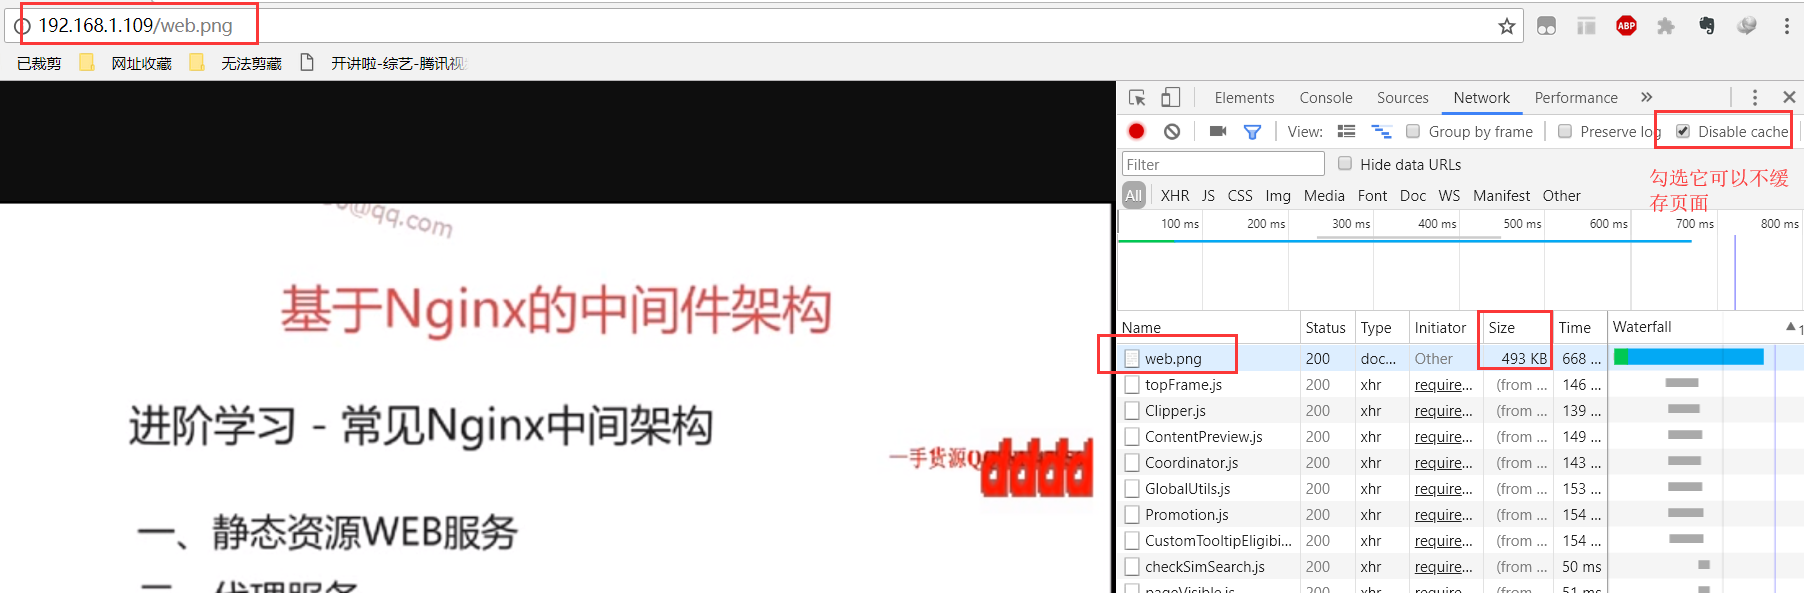 192.168.1.109/web.png
ABP
已裁剪 网址收藏 无法剪藏 开讲啦-综艺-腾讯视
Elements Console Sources Network Performance »
View: Group by frame Preserve log Disable cache
Filter Hide data URLs
All XHR JS CSS Img Media Font Doc WS Manifest Other
勾选它可以不缓
存页面
100 ms 200 ms 300 ms 400 ms 500 ms 600 ms 700 ms 800 ms
Name Status Type Initiator Size Time Waterfall 1
web.png 200 doc... Other 493 KB 668 ...
topFrame.js 200 xhr require... (from ... 146 ...
Clipper.js 200 xhr require... (from ... 139 ...
ContentPreview.js 200 xhr require... (from ... 149 ...
Coordinator.js 200 xhr require... (from ... 143 ...
GlobalUtils.js 200 xhr require... (from ... 153 ...
Promotion.js 200 xhr require... (from ... 154 ...
CustomTooltipEligibi... 200 xhr require... (from ... 154 ...
checkSimSearch.js 200 xhr require... (from ... 50 ms
pageVisible.js 200 xhr require... (from ... 51 ms
@qq.com
基于Nginx的中间件架构
进阶学习 - 常见Nginx中间架构
一手货源Q
dddd
一、静态资源WEB服务
二、代理服务